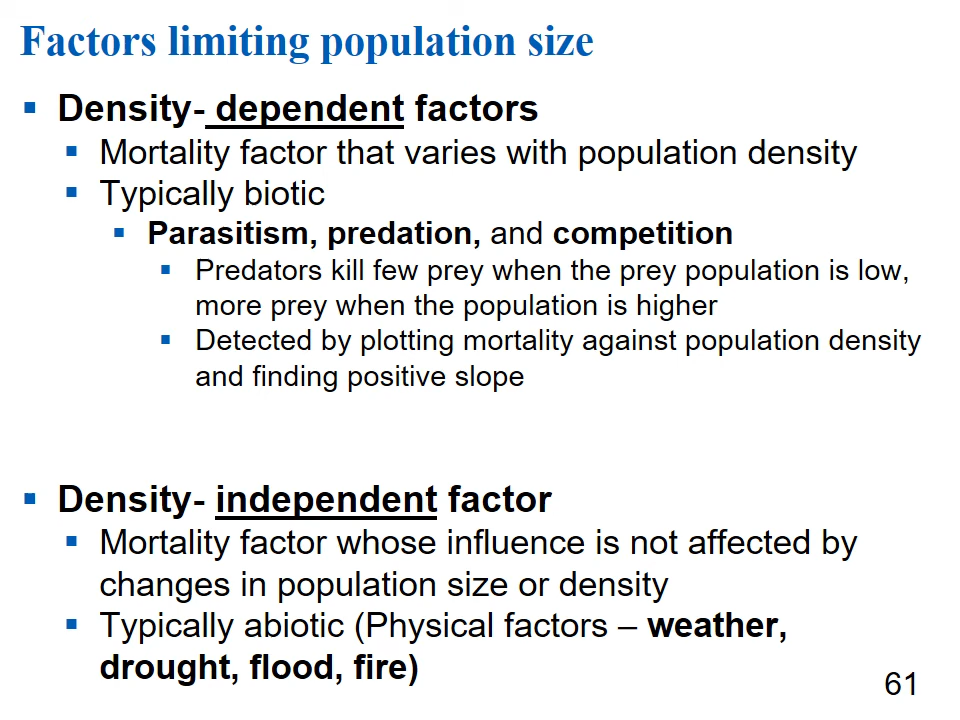 Factors limiting population size
▪ Density- dependent factors
▪ Mortality factor that varies with population density
▪ Typically biotic
▪ Parasitism, predation, and competition
▪ Predators kill few prey when the prey population is low,
more prey when the population is higher
▪ Detected by plotting mortality against population density
and finding positive slope
▪ Density- independent factor
▪ Mortality factor whose influence is not affected by
changes in population size or density
▪ Typically abiotic (Physical factors – weather,
drought, flood, fire)
61